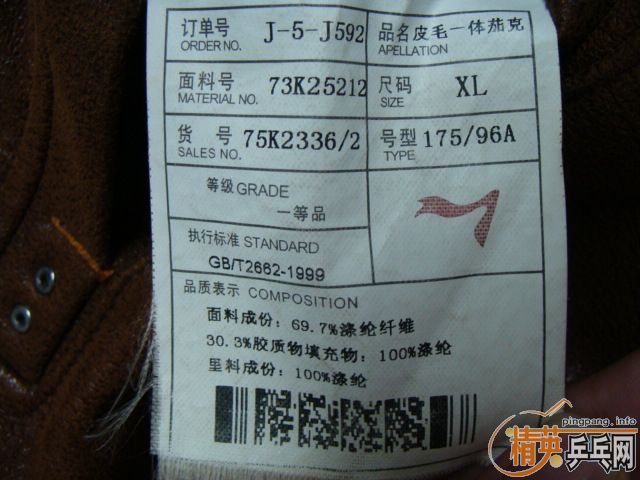 订单号 J-5-J592 品名皮毛一体茄克
ORDER NO. APELLATION
面料号 73K25212 尺码 XL
MATERIAL NO. SIZE
货 号 75K2336/2 号型 175/96A
SALES NO. TYPE
等级 GRADE
一等品
执行标准 STANDARD
GB/T2662-1999
品质表示 COMPOSITION
面料成份：69.7%涤纶纤维
30.3%胶质物填充物：100%涤纶
里料成份：100%涤纶
pingpang.info
精英乒乓网